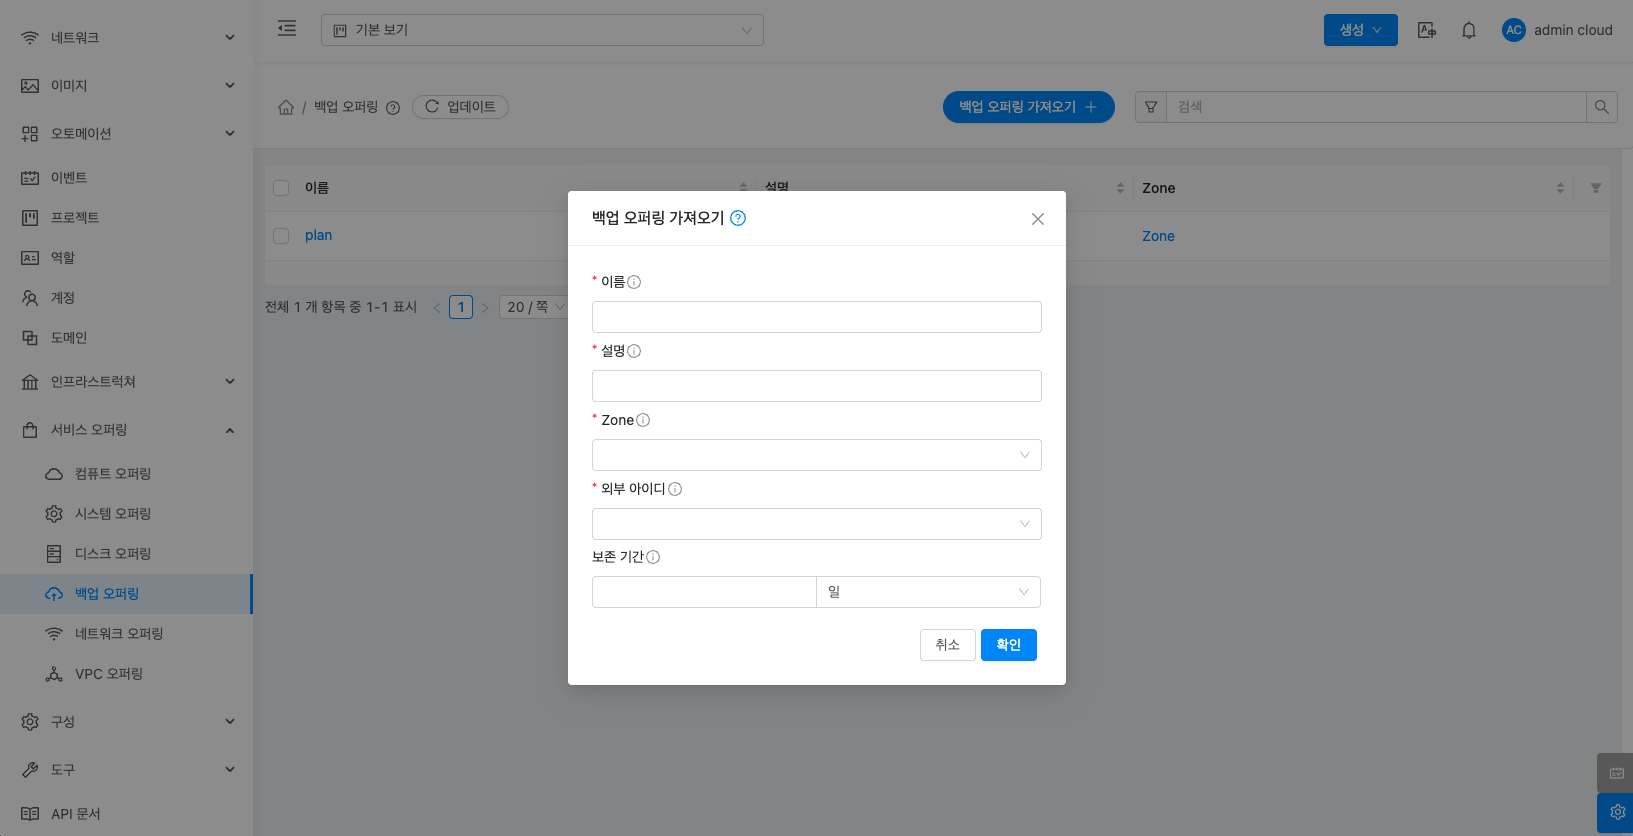 네트워크
이미지
오토메이션
이벤트
프로젝트
역할
계정
도메인
인프라스트럭쳐
서비스 오퍼링
컴퓨트 오퍼링
시스템 오퍼링
디스크 오퍼링
백업 오퍼링
네트워크 오퍼링
VPC 오퍼링
구성
도구
API 문서
기본 보기
생성
AC admin cloud
/ 백업 오퍼링
업데이트
백업 오퍼링 가져오기 +
검색
이름
설명
Zone
plan
Zone
전체 1 개 항목 중 1-1 표시
1
20 / 쪽
백업 오퍼링 가져오기
* 이름
* 설명
* Zone
* 외부 아이디
보존 기간
일
취소
확인